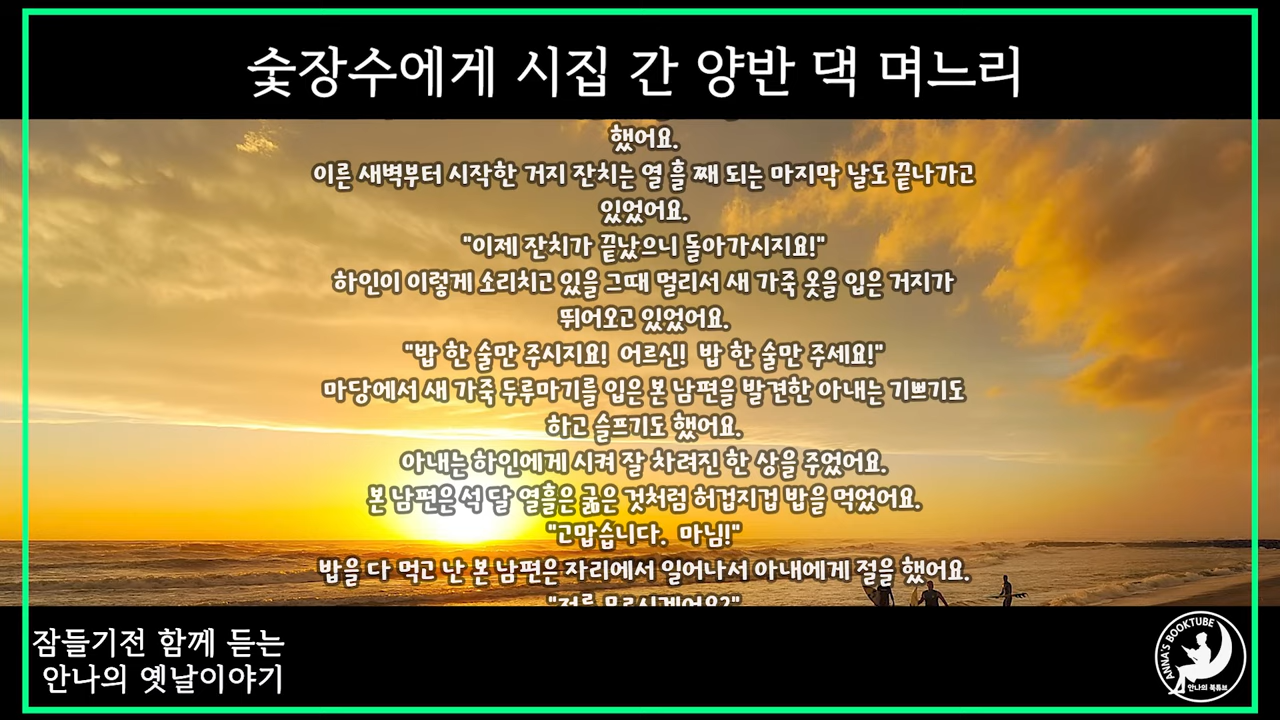 숯장수에게 시집 간 양반 댁 며느리
했어요.
이른 새벽부터 시작한 거지 잔치는 열 흘 째 되는 마지막 날도 끝나가고
있었어요.
"이제 잔치가 끝났으니 돌아가시지요!"
하인이 이렇게 소리치고 있을 그때 멀리서 새 가죽 옷을 입은 거지가
뛰어오고 있었어요.
"밥 한 술만 주시지요! 어르신! 밥 한 술만 주세요!"
마당에서 새 가죽 두루마기를 입은 본 남편을 발견한 아내는 기쁘기도
하고 슬프기도 했어요.
아내는 하인에게 시켜 잘 차려진 한 상을 주었어요.
본 남편은 석 달 열흘은 굶은 것처럼 허겁지겁 밥을 먹었어요.
"고맙습니다. 마님!"
밥을 다 먹고 난 본 남편은 자리에서 일어나서 아내에게 절을 했어요.
잠들기전 함께 듣는
안나의 옛날이야기
ANNA'S BOOKTUBE
안나의 북튜브